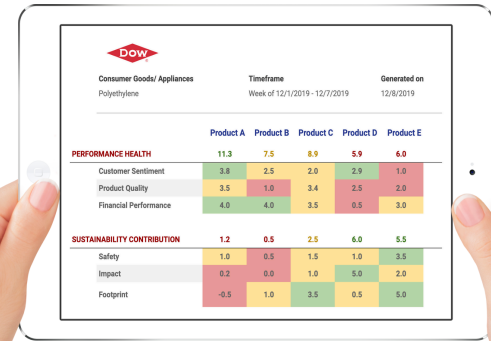 Dow
Consumer Goods/ Appliances Timeframe Generated on
Polyethylene Week of 12/1/2019 - 12/7/2019 12/8/2019
Product A Product B Product C Product D Product E
PERFORMANCE HEALTH 11.3 7.5 8.9 5.9 6.0
Customer Sentiment 3.8 2.5 2.0 2.9 1.0
Product Quality 3.5 1.0 3.4 2.5 2.0
Financial Performance 4.0 4.0 3.5 0.5 3.0
SUSTAINABILITY CONTRIBUTION 1.2 0.5 2.5 6.0 5.5
Safety 1.0 0.5 1.5 1.0 3.5
Impact 0.2 0.0 1.0 5.0 2.0
Footprint -0.5 1.0 3.5 0.5 5.0